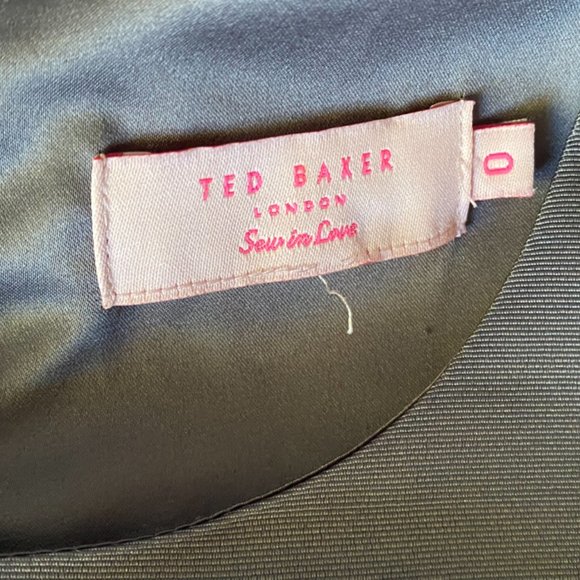 TED BAKER
LONDON
Sew in Love
0